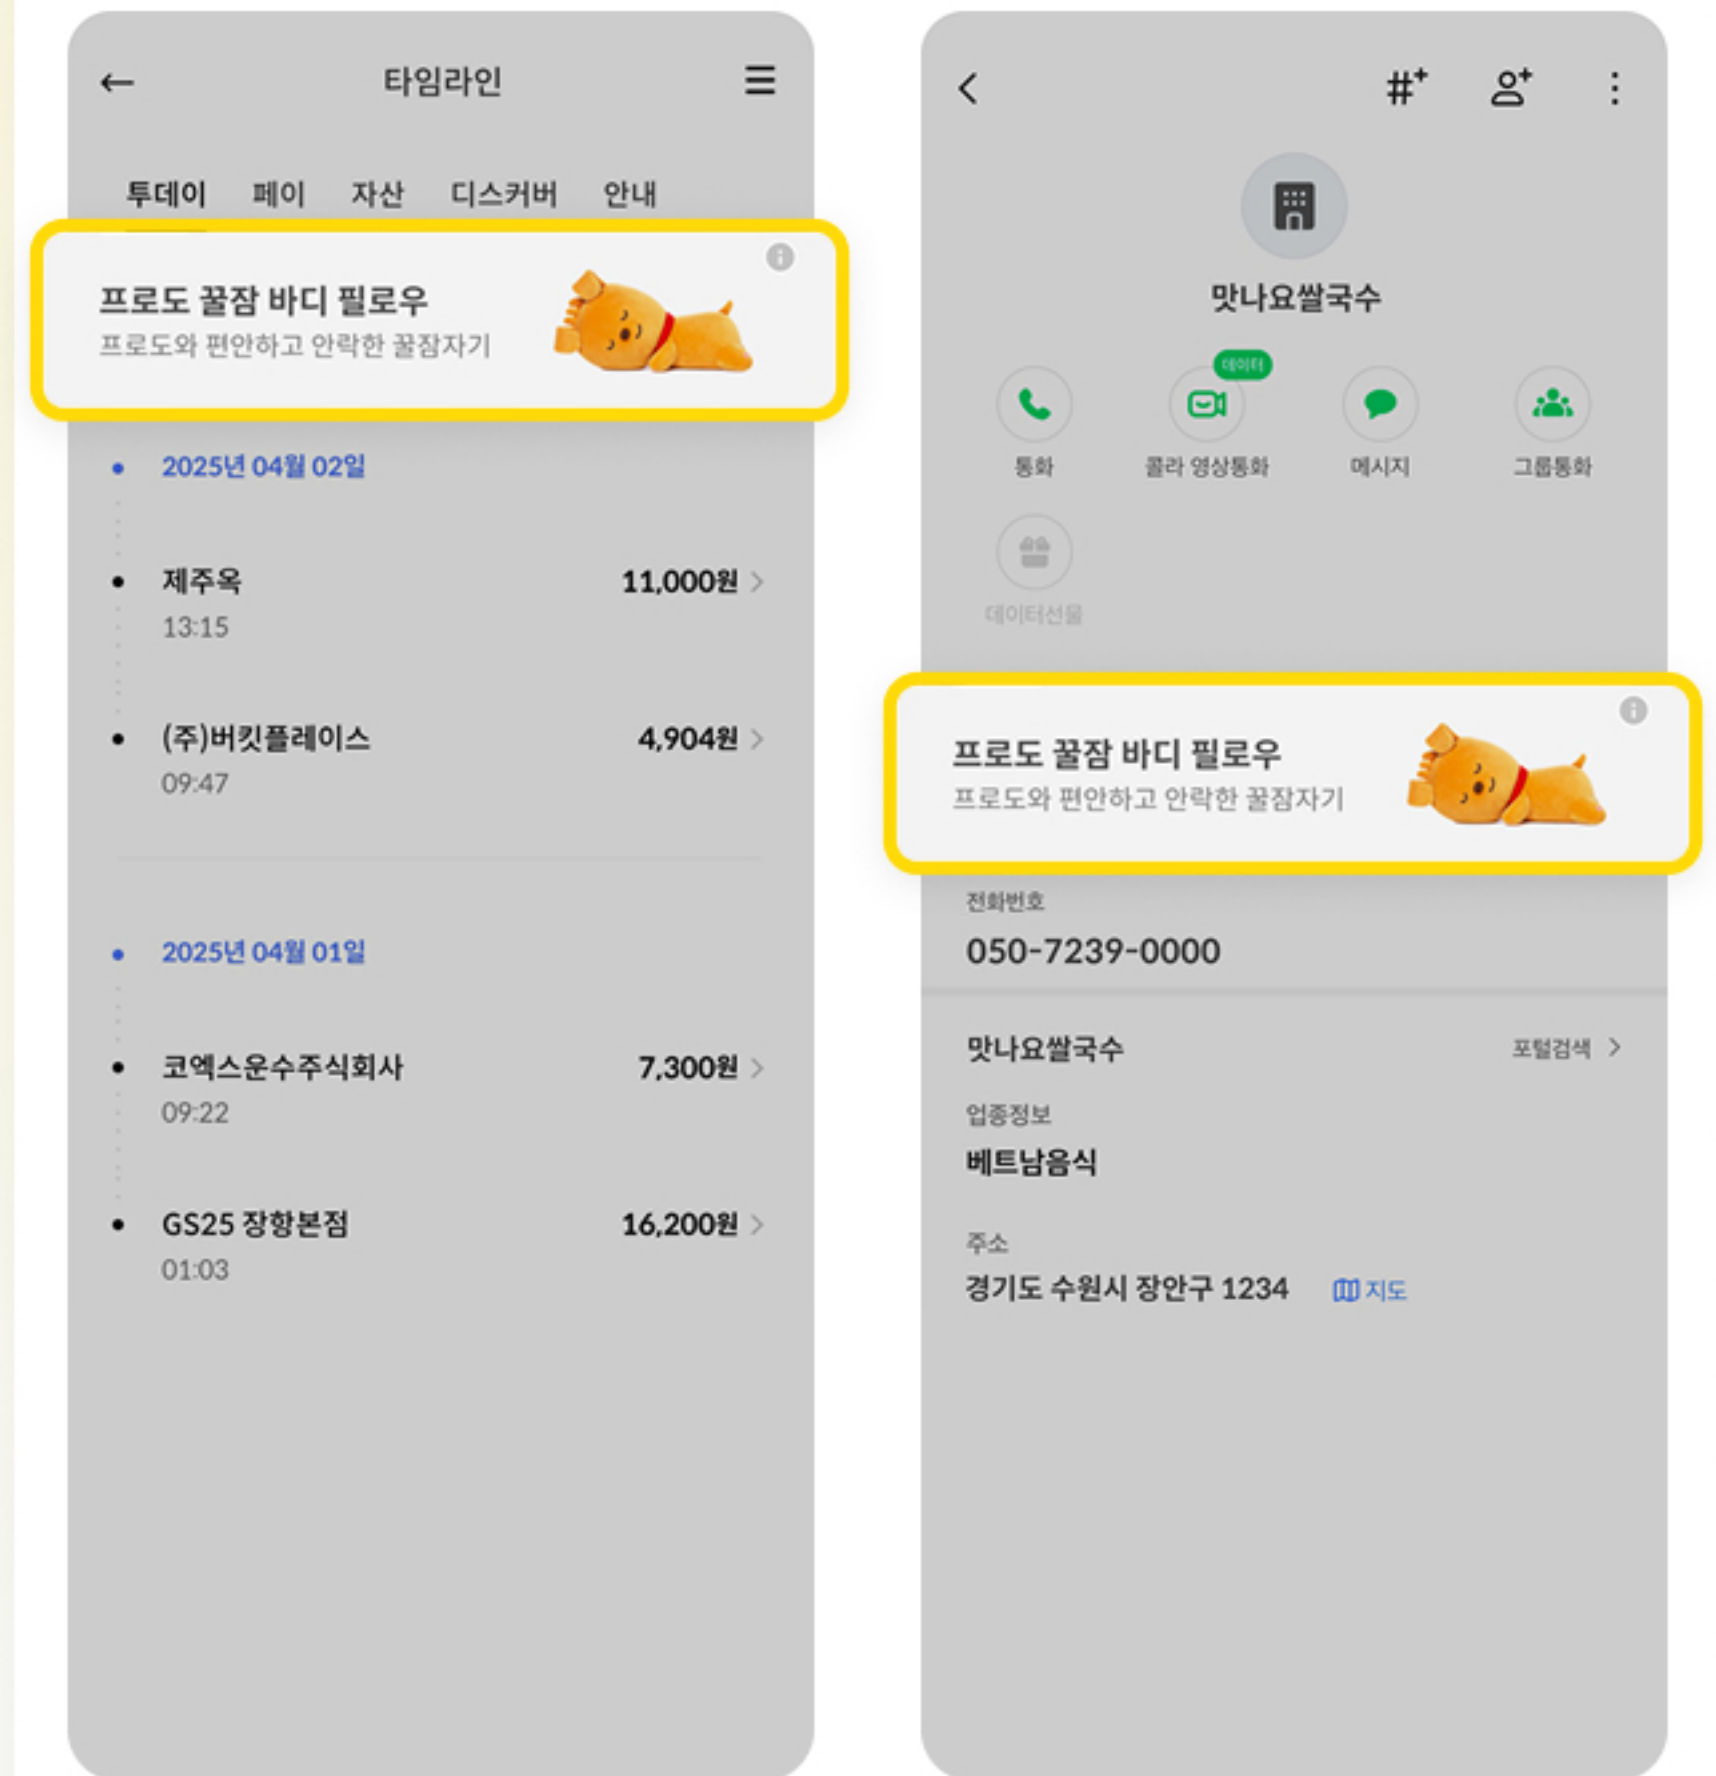 타임라인
투데이 페이 자산 디스커버 안내
프로도 꿀잠 바디 필로우
프로도와 편안하고 안락한 꿀잠자기
2025년 04월 02일
제주옥 11,000원
13:15
(주)버킷플레이스 4,904원
09:47
2025년 04월 01일
코엑스운수주식회사 7,300원
09:22
GS25 장항본점 16,200원
01:03
맛나요쌀국수
데이터
통화 콜라 영상통화 메시지 그룹통화
데이터선물
프로도 꿀잠 바디 필로우
프로도와 편안하고 안락한 꿀잠자기
전화번호
050-7239-0000
맛나요쌀국수 포털검색
업종정보
베트남음식
주소
경기도 수원시 장안구 1234 지도